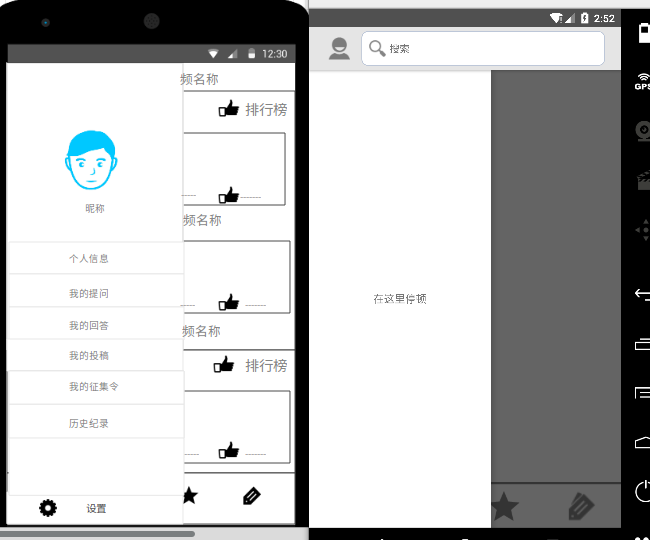 12:30
频名称
排行榜
昵称
频名称
个人信息
我的提问
我的回答
频名称
我的投稿
排行榜
我的征集令
历史纪录
设置
2:52
搜索
在这里停顿
GPS